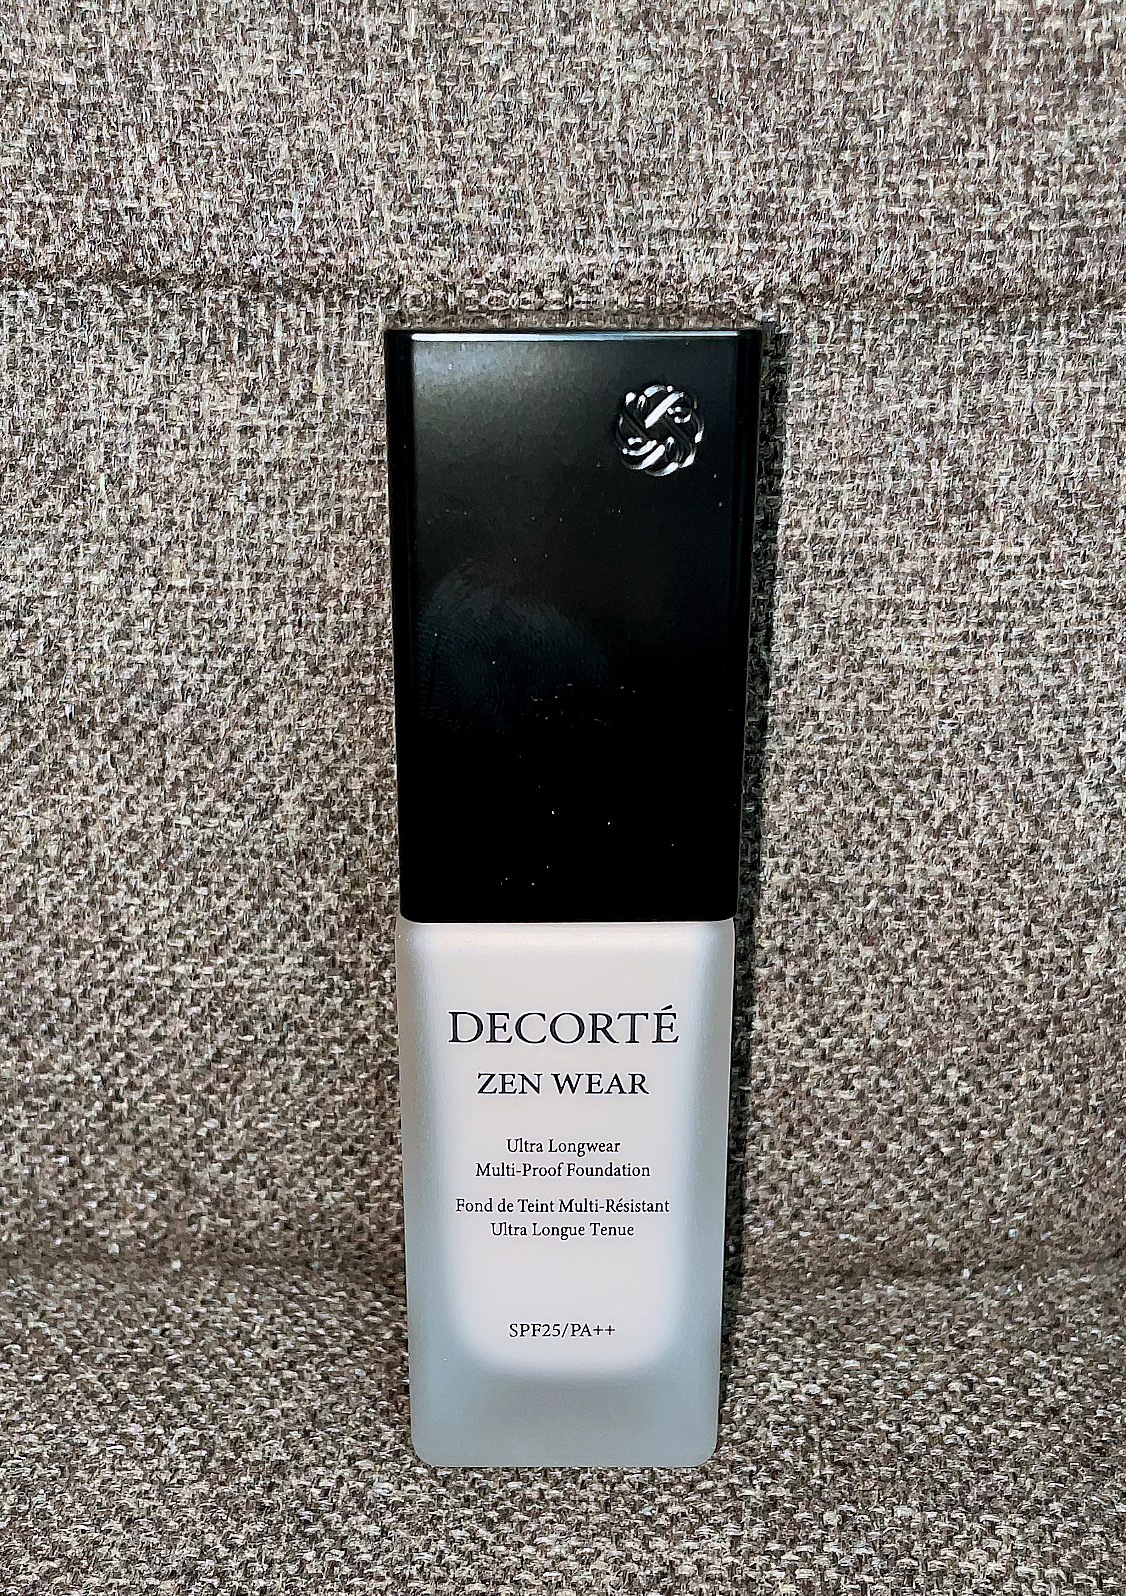 DECORTÉ
ZEN WEAR
Ultra Longwear
Multi-Proof Foundation
Fond de Teint Multi-Résistant
Ultra Longue Tenue
SPF25/PA++